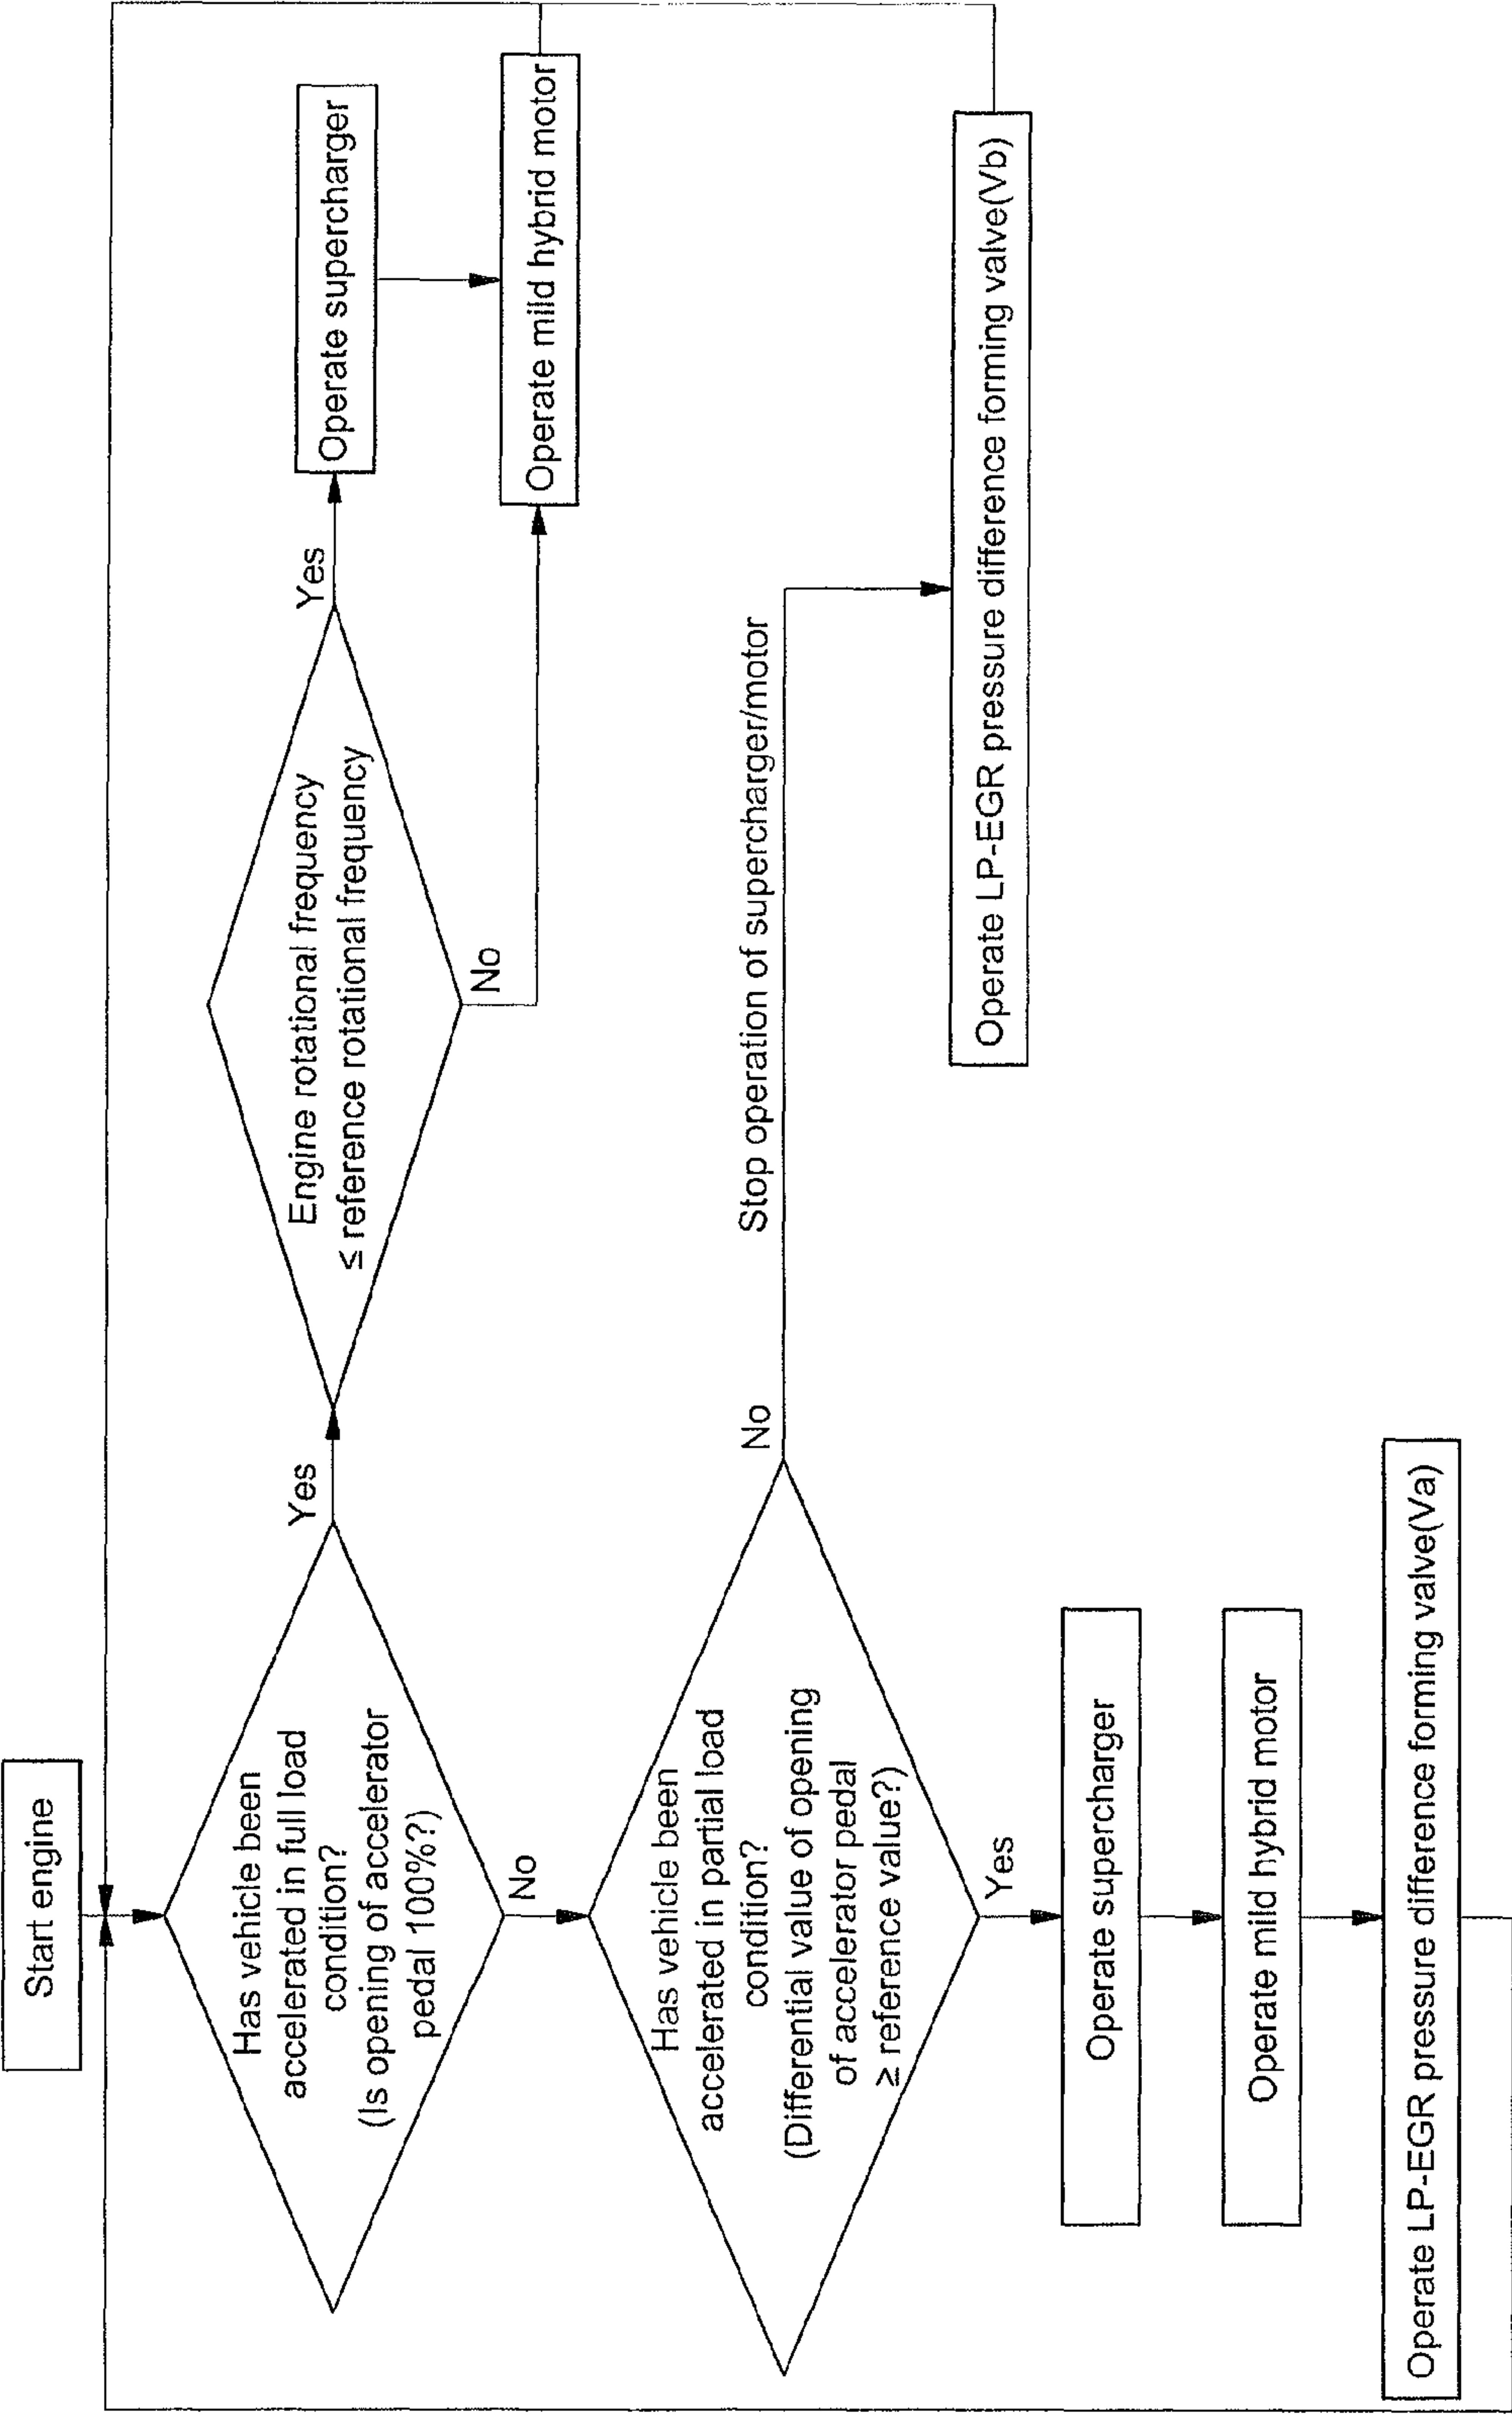 Start engine
Has vehicle been
accelerated in full load
condition?
(Is opening of accelerator
pedal 100%?)
Yes
No
Engine rotational frequency
≤ reference rotational frequency
Yes
No
Operate supercharger
Operate mild hybrid motor
Has vehicle been
accelerated in partial load
condition?
(Differential value of opening
of accelerator pedal
≥ reference value?)
No
Stop operation of supercharger/motor
Operate LP-EGR pressure difference forming valve(Vb)
Yes
Operate supercharger
Operate mild hybrid motor
Operate LP-EGR pressure difference forming valve(Va)